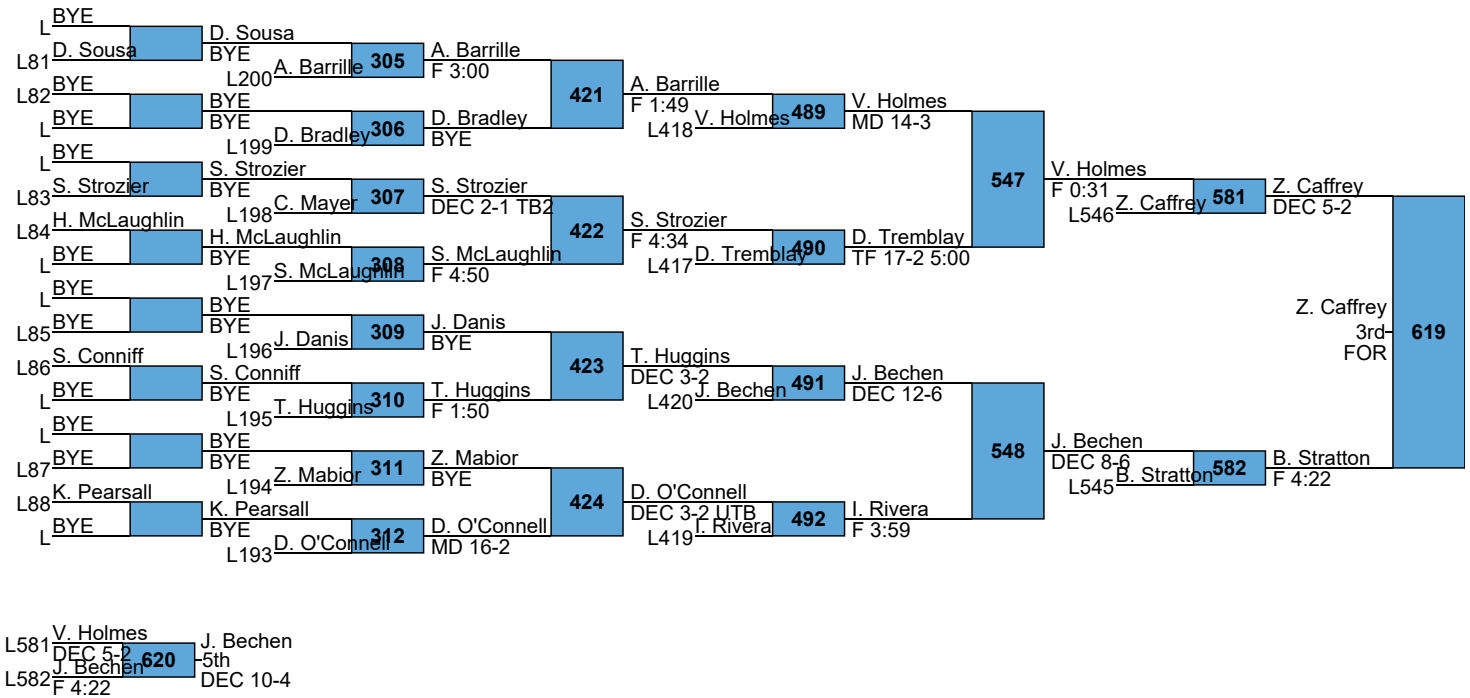 BYE
L
D. Sousa
L81
D. Sousa
BYE
A. Barrille
L200
305
A. Barrille
F 3:00
BYE
L82
BYE
L
BYE
BYE
D. Bradley
L199
306
D. Bradley
BYE
421
A. Barrille
F 1:49
V. Holmes
L418
489
V. Holmes
MD 14-3
BYE
L
S. Strozier
L83
S. Strozier
BYE
C. Mayer
L198
307
S. Strozier
DEC 2-1 TB2
H. McLaughlin
L84
BYE
L
H. McLaughlin
BYE
S. McLaughlin
L197
308
S. McLaughlin
F 4:50
422
S. Strozier
F 4:34
D. Tremblay
L417
490
D. Tremblay
TF 17-2 5:00
547
V. Holmes
F 0:31
Z. Caffrey
L546
581
Z. Caffrey
DEC 5-2
BYE
L
BYE
L85
BYE
BYE
J. Danis
L196
309
J. Danis
BYE
S. Conniff
L86
BYE
L
S. Conniff
BYE
T. Huggins
L195
310
T. Huggins
F 1:50
423
T. Huggins
DEC 3-2
J. Bechen
L420
491
J. Bechen
DEC 12-6
BYE
L
BYE
L87
BYE
BYE
Z. Mabior
L194
311
Z. Mabior
BYE
K. Pearsall
L88
BYE
L
K. Pearsall
BYE
D. O'Connell
L193
312
D. O'Connell
MD 16-2
424
D. O'Connell
DEC 3-2 UTB
I. Rivera
L419
492
I. Rivera
F 3:59
548
J. Bechen
DEC 8-6
B. Stratton
L545
582
B. Stratton
F 4:22
Z. Caffrey
3rd
FOR
619
L581
V. Holmes
DEC 5-2
L582
J. Bechen
F 4:22
620
J. Bechen
5th
DEC 10-4